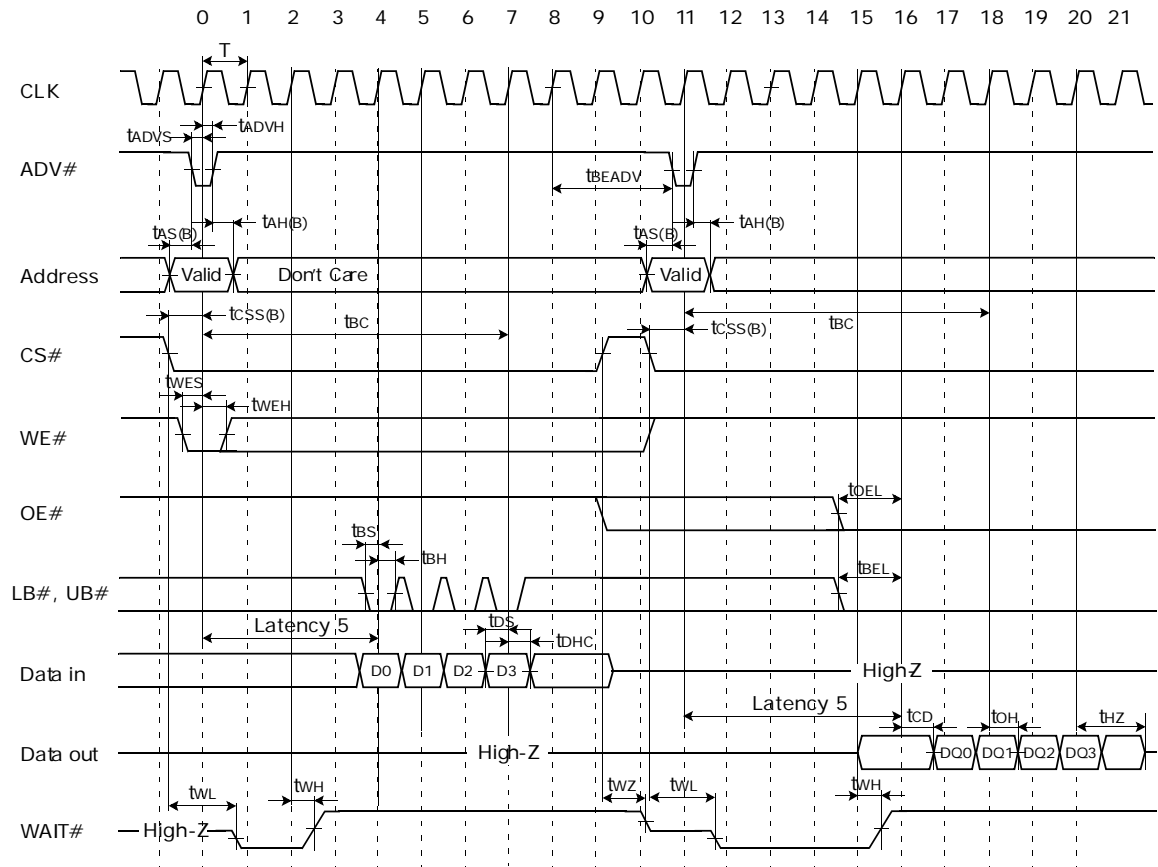 0 1 2 3 4 5 6 7 8 9 10 11 12 13 14 15 16 17 18 19 20 21
T
CLK
tADVH
tADVS
ADV#
tBEADV
tAH(B) tAH(B)
tAS(B) tAS(B)
Address Valid Don't Care Valid
tCSS(B) tBC tCSS(B) tBC
CS#
tWES
tWEH
WE#
tOEL
OE#
tBS
tBH
tBEL
LB#, UB#
Latency 5 tDS
tDHC
Data in D0 D1 D2 D3 High-Z
Latency 5
tCD tOH tHZ
Data out High-Z DQ0 DQ1 DQ2 DQ3
tWL tWH tWZ tWL tWH
WAIT# High-Z